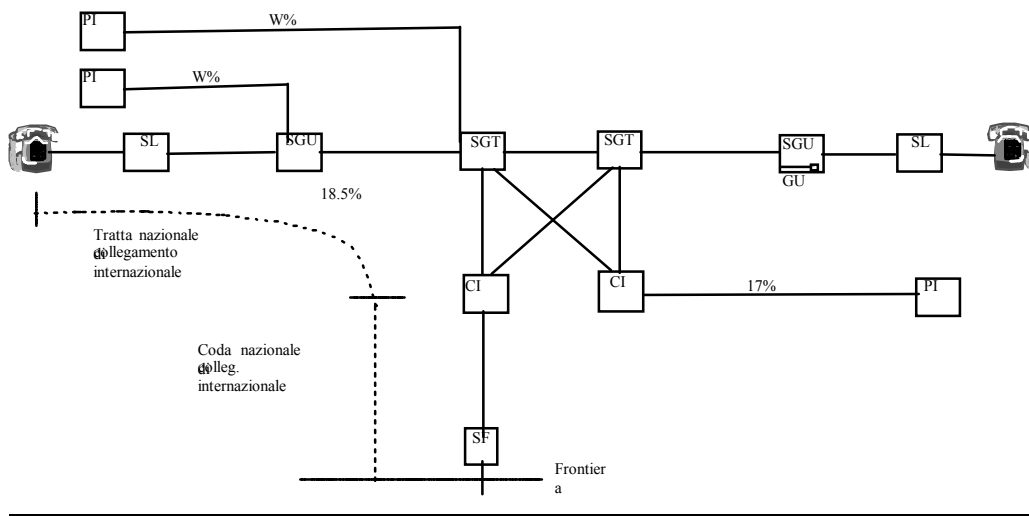 PI
W%
PI
W%
SL
SGU
SGT
SGT
SGU
SL
GU
18.5%
Tratta nazionale
di
collegamento
internazionale
CI
CI
17%
PI
Coda nazionale
di
colleg.
internazionale
SF
Frontier
a